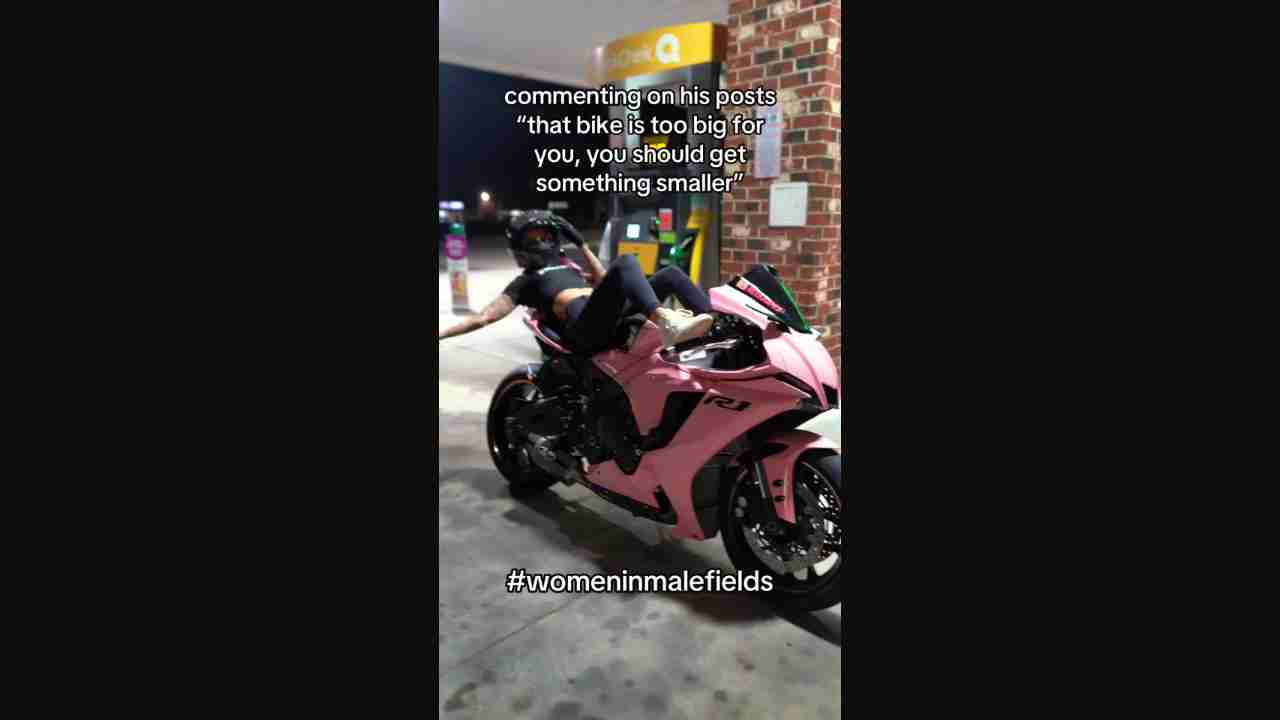 commenting on his posts
“that bike is too big for
you, you should get
something smaller”
R1
#womeninmalefields